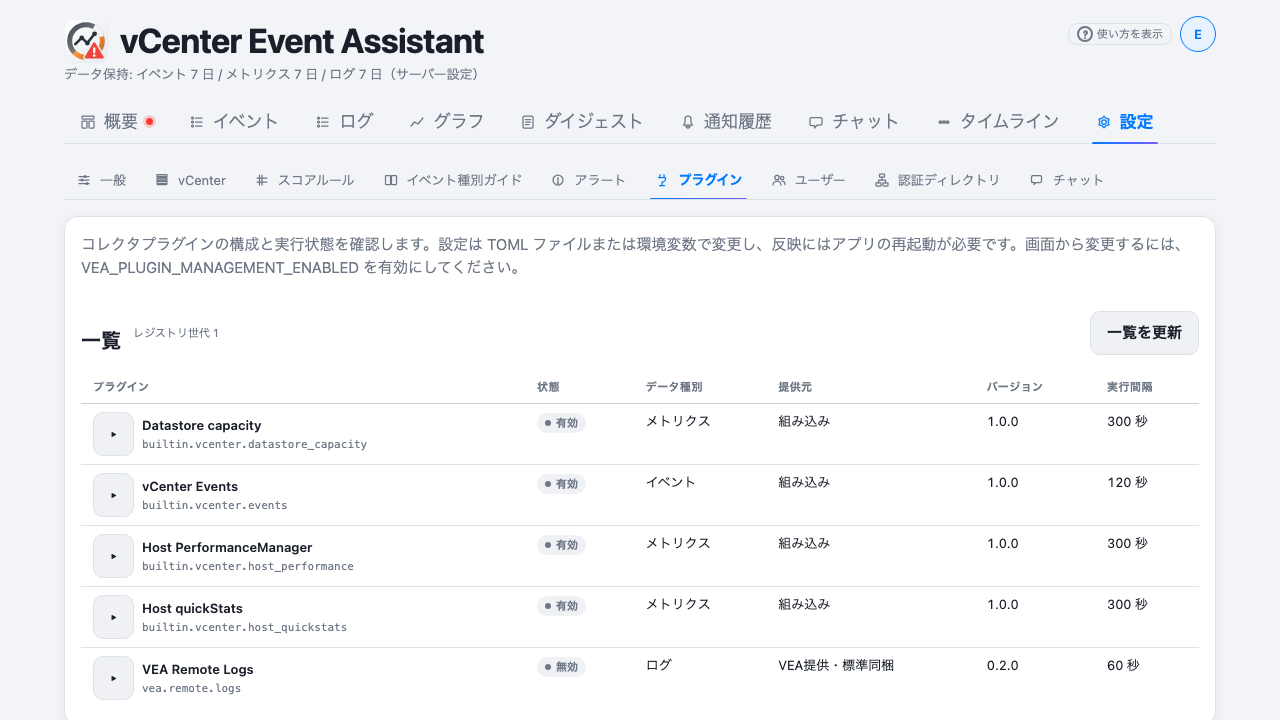 vCenter Event Assistant
使い方を表示
E
データ保持: イベント 7 日 / メトリクス 7 日 / ログ 7 日（サーバー設定）
概要 イベント ログ グラフ ダイジェスト 通知履歴 チャット タイムライン 設定
一般 vCenter スコアルール イベント種別ガイド アラート プラグイン ユーザー 認証ディレクトリ チャット
コレクタプラグインの構成と実行状態を確認します。設定は TOML ファイルまたは環境変数で変更し、反映にはアプリの再起動が必要です。画面から変更するには、
VEA_PLUGIN_MANAGEMENT_ENABLED を有効にしてください。
一覧 レジストリ世代 1
一覧を更新
プラグイン 状態 データ種別 提供元 バージョン 実行間隔
Datastore capacity 有効 メトリクス 組み込み 1.0.0 300 秒
builtin.vcenter.datastore_capacity
vCenter Events 有効 イベント 組み込み 1.0.0 120 秒
builtin.vcenter.events
Host PerformanceManager 有効 メトリクス 組み込み 1.0.0 300 秒
builtin.vcenter.host_performance
Host quickStats 有効 メトリクス 組み込み 1.0.0 300 秒
builtin.vcenter.host_quickstats
VEA Remote Logs 無効 ログ VEA提供・標準同梱 0.2.0 60 秒
vea.remote.logs